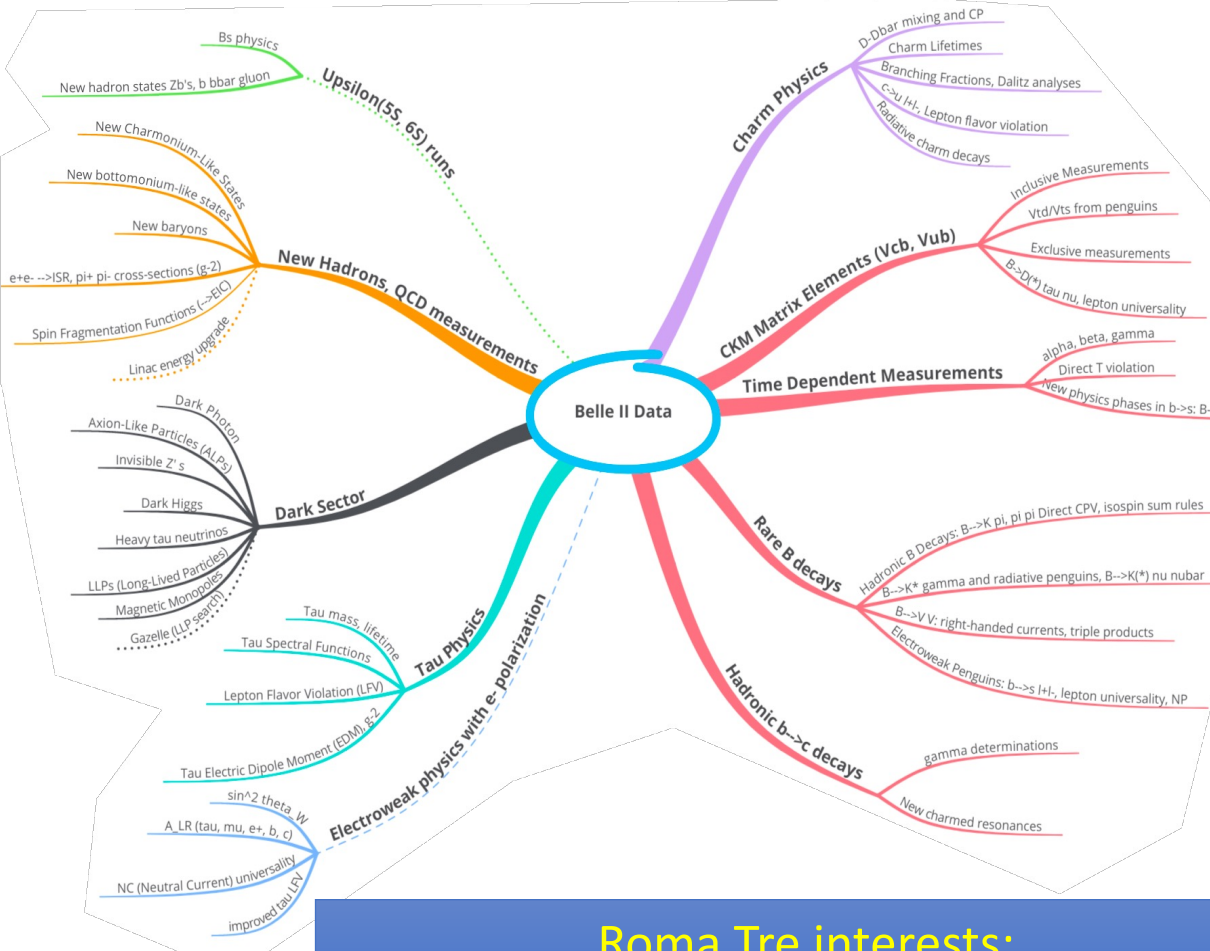 Belle II Data
Upsilon(5S, 6S) runs
Bs physics
New hadron states Zb's, b bbar gluon
New Hadrons, QCD measurements
New Charmonium-Like States
New bottomonium-like states
New baryons
e+e- -->ISR, pi+ pi- cross-sections (g-2)
Spin Fragmentation Functions (-->EIC)
Linac energy upgrade
Dark Sector
Dark Photon
Axion-Like Particles (ALPs)
Invisible Z' s
Dark Higgs
Heavy tau neutrinos
LLPs (Long-Lived Particles)
Magnetic Monopoles
Gazelle (LLP search)
Tau Physics
Tau mass, lifetime
Tau Spectral Functions
Lepton Flavor Violation (LFV)
Tau Electric Dipole Moment (EDM), g-2
Electroweak physics with e- polarization
sin^2 theta_W
A_LR (tau, mu, e+, b, c)
NC (Neutral Current) universality
improved tau LFV
Charm Physics
D-Dbar mixing and CP
Charm Lifetimes
Branching Fractions, Dalitz analyses
c->u l+l-, Lepton flavor violation
Radiative charm decays
CKM Matrix Elements (Vcb, Vub)
Inclusive Measurements
Vtd/Vts from penguins
Exclusive measurements
B->D(*) tau nu, lepton universality
Time Dependent Measurements
alpha, beta, gamma
Direct T violation
New physics phases in b->s: B-
Rare B decays
Hadronic B Decays: B-->K pi, pi pi Direct CPV, isospin sum rules
B-->K* gamma and radiative penguins, B-->K(*) nu nubar
B-->V V: right-handed currents, triple products
Electroweak Penguins: b-->s l+l-, lepton universality, NP
Hadronic b-->c decays
gamma determinations
New charmed resonances
Roma Tre interests: